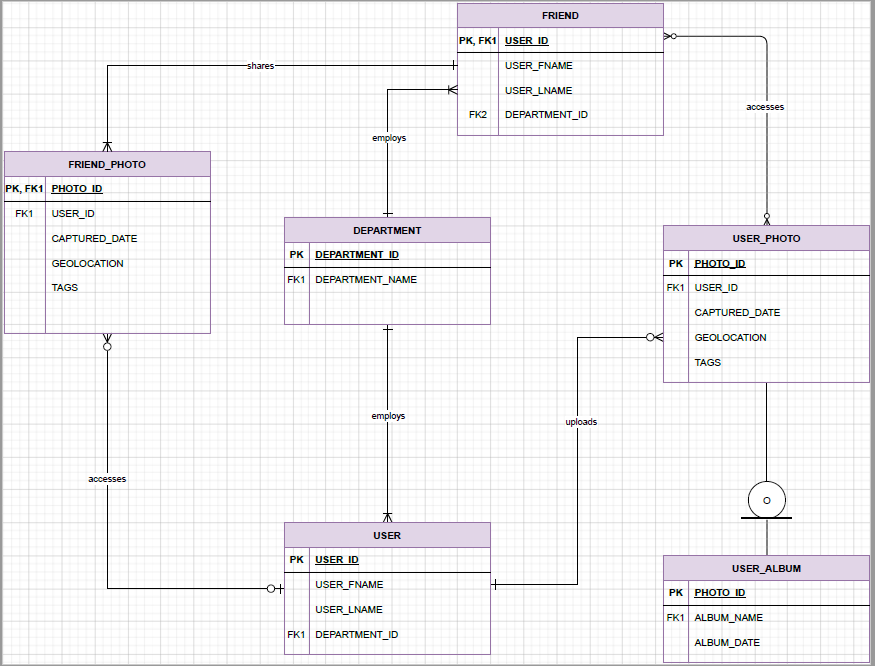 FRIEND
PK, FK1 USER_ID
USER_FNAME
USER_LNAME
FK2 DEPARTMENT_ID
shares
employs
accesses
FRIEND_PHOTO
PK, FK1 PHOTO_ID
FK1 USER_ID
CAPTURED_DATE
GEOLOCATION
TAGS
DEPARTMENT
PK DEPARTMENT_ID
FK1 DEPARTMENT_NAME
USER_PHOTO
PK PHOTO_ID
FK1 USER_ID
CAPTURED_DATE
GEOLOCATION
TAGS
employs
uploads
accesses
USER
PK USER_ID
USER_FNAME
USER_LNAME
FK1 DEPARTMENT_ID
USER_ALBUM
PK PHOTO_ID
FK1 ALBUM_NAME
ALBUM_DATE